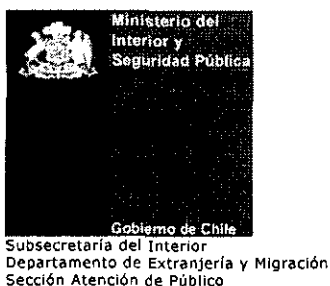 Ministerio del
Interior y
Seguridad Pública
Gobierno de Chile
Subsecretaría del Interior
Departamento de Extranjería y Migración
Sección Atención de Público